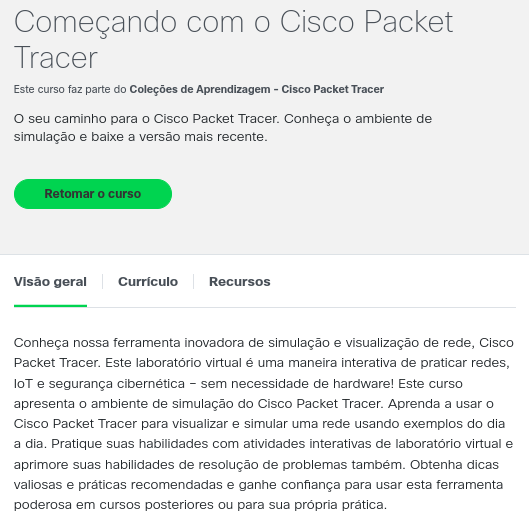 Começando com o Cisco Packet
Tracer
Este curso faz parte do Coleções de Aprendizagem - Cisco Packet Tracer
O seu caminho para o Cisco Packet Tracer. Conheça o ambiente de
simulação e baixe a versão mais recente.
Retomar o curso
Visão geral
Currículo
Recursos
Conheça nossa ferramenta inovadora de simulação e visualização de rede, Cisco
Packet Tracer. Este laboratório virtual é uma maneira interativa de praticar redes,
IoT e segurança cibernética – sem necessidade de hardware! Este curso
apresenta o ambiente de simulação do Cisco Packet Tracer. Aprenda a usar o
Cisco Packet Tracer para visualizar e simular uma rede usando exemplos do dia
a dia. Pratique suas habilidades com atividades interativas de laboratório virtual e
aprimore suas habilidades de resolução de problemas também. Obtenha dicas
valiosas e práticas recomendadas e ganhe confiança para usar esta ferramenta
poderosa em cursos posteriores ou para sua própria prática.